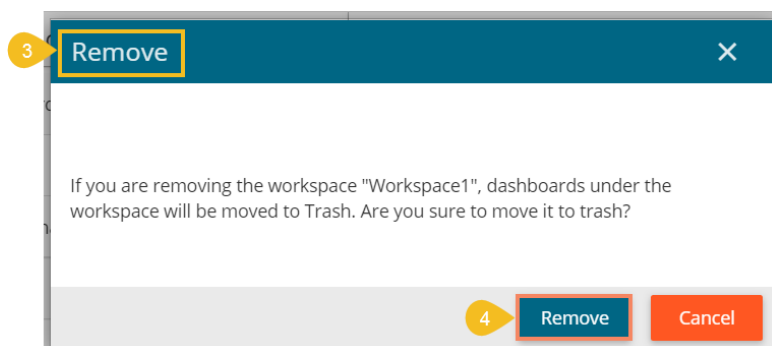 3
Remove
If you are removing the workspace "Workspace1", dashboards under the
workspace will be moved to Trash. Are you sure to move it to trash?
4
Remove
Cancel